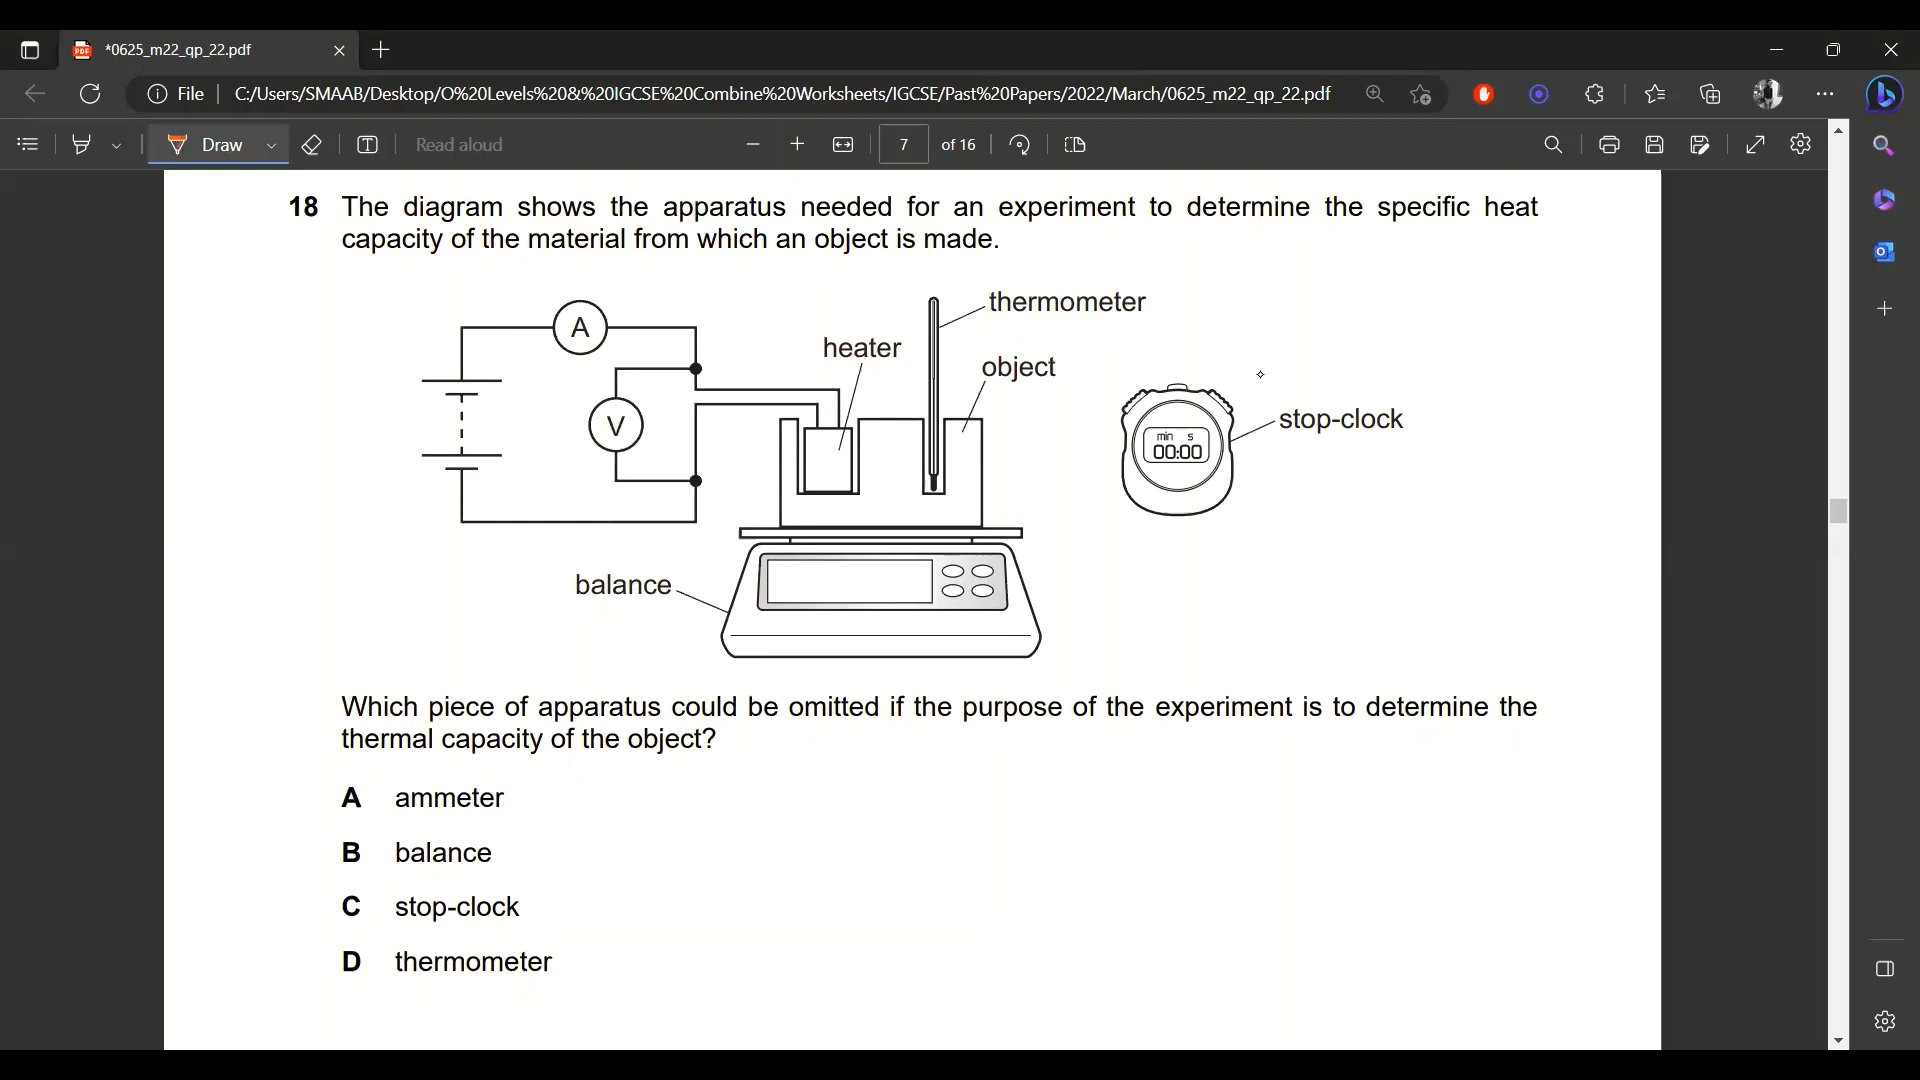 *0625_m22_qp_22.pdf
File
C:/Users/SMAAB/Desktop/O%20Levels%20&%20IGCSE%20Combine%20Worksheets/IGCSE/Past%20Papers/2022/March/0625_m22_qp_22.pdf
Draw
Read aloud
7 of 16
18 The diagram shows the apparatus needed for an experiment to determine the specific heat
capacity of the material from which an object is made.
thermometer
A
heater
object
stop-clock
V
min s
00:00
balance
Which piece of apparatus could be omitted if the purpose of the experiment is to determine the
thermal capacity of the object?
A ammeter
B balance
C stop-clock
D thermometer